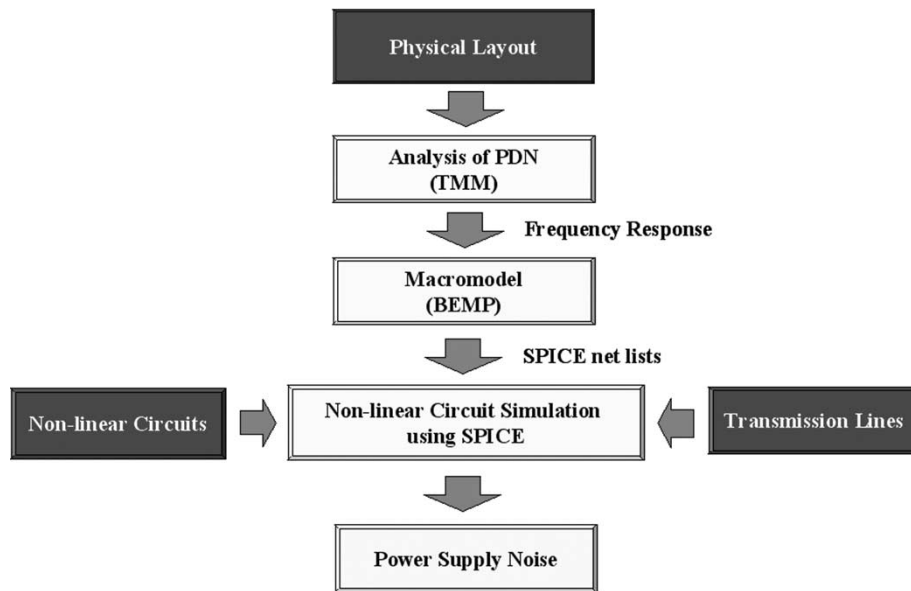 Physical Layout
Analysis of PDN
(TMM)
Frequency Response
Macromodel
(BEMP)
SPICE net lists
Non-linear Circuits
Non-linear Circuit Simulation
using SPICE
Transmission Lines
Power Supply Noise